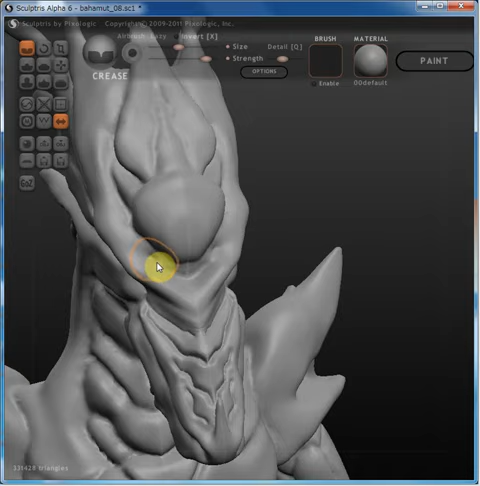 Sculptris Alpha 6 - bahamut_08.sc1 *
Sculptris by Pixologic Copyright © 2009-2011 Pixologic, Inc.
Airbrush Lazy Invert [X]
Size Detail [Q]
Strength
OPTIONS
CREASE
BRUSH
Enable
MATERIAL
00default
PAINT
GoZ
331428 triangles